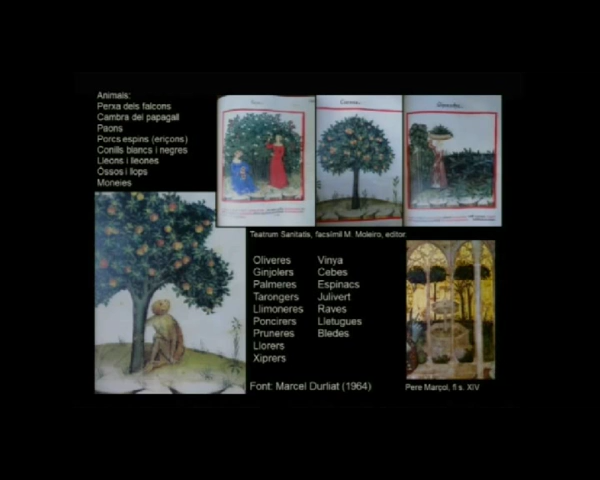 Animals:
Perxa dels falcons
Cambra del papagall
Paons
Porcs espins (eriçons)
Conills blancs i negres
Lleons i lleones
Óssos i llops
Moneies
Teatrum Sanitatis, facsímil M. Moleiro, editor.
Oliveres
Ginjolers
Palmeres
Tarongers
Llimoneres
Poncirers
Pruneres
Llorers
Xiprers
Vinya
Cebes
Espinacs
Julivert
Raves
Lletugues
Bledes
Font: Marcel Durliat (1964)
Pere Marçol, fi s. XIV